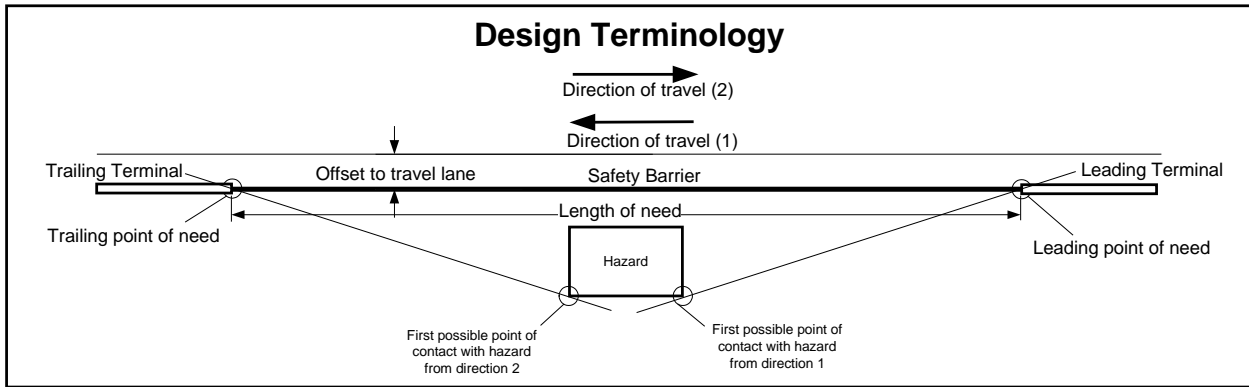 Design Terminology
Direction of travel (2)
Direction of travel (1)
Trailing Terminal
Offset to travel lane
Safety Barrier
Leading Terminal
Length of need
Trailing point of need
Leading point of need
Hazard
First possible point of
contact with hazard
from direction 2
First possible point of
contact with hazard
from direction 1